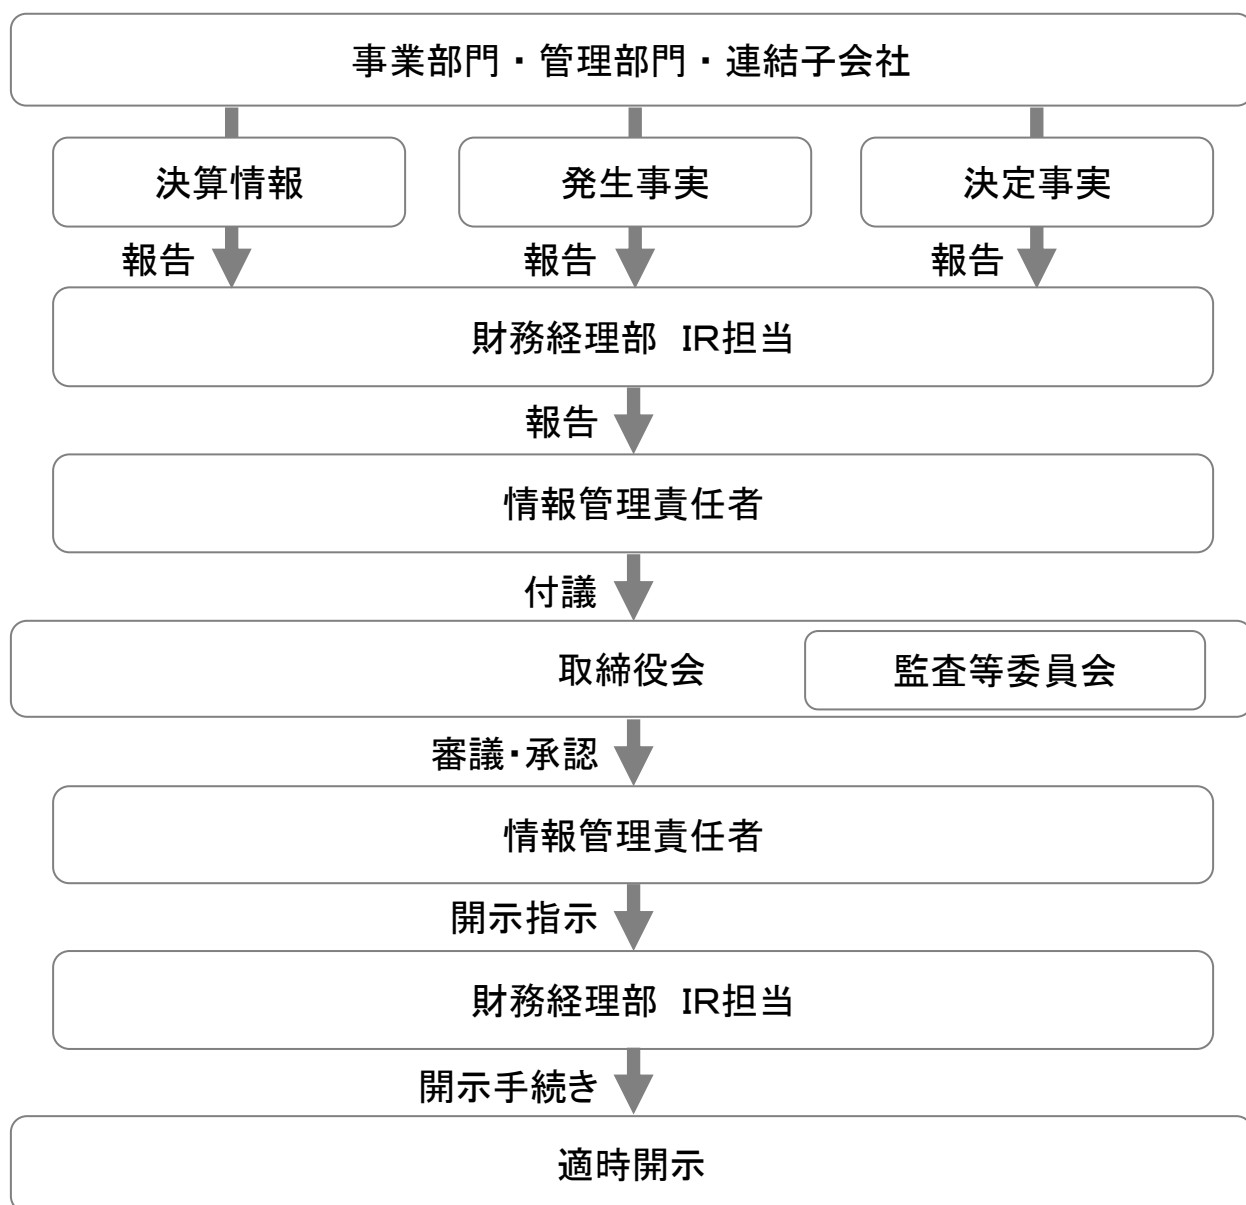 事業部門・管理部門・連結子会社
決算情報
発生事実
決定事実
報告
報告
報告
財務経理部　IR担当
報告
情報管理責任者
付議
取締役会
監査等委員会
審議・承認
情報管理責任者
開示指示
財務経理部　IR担当
開示手続き
適時開示